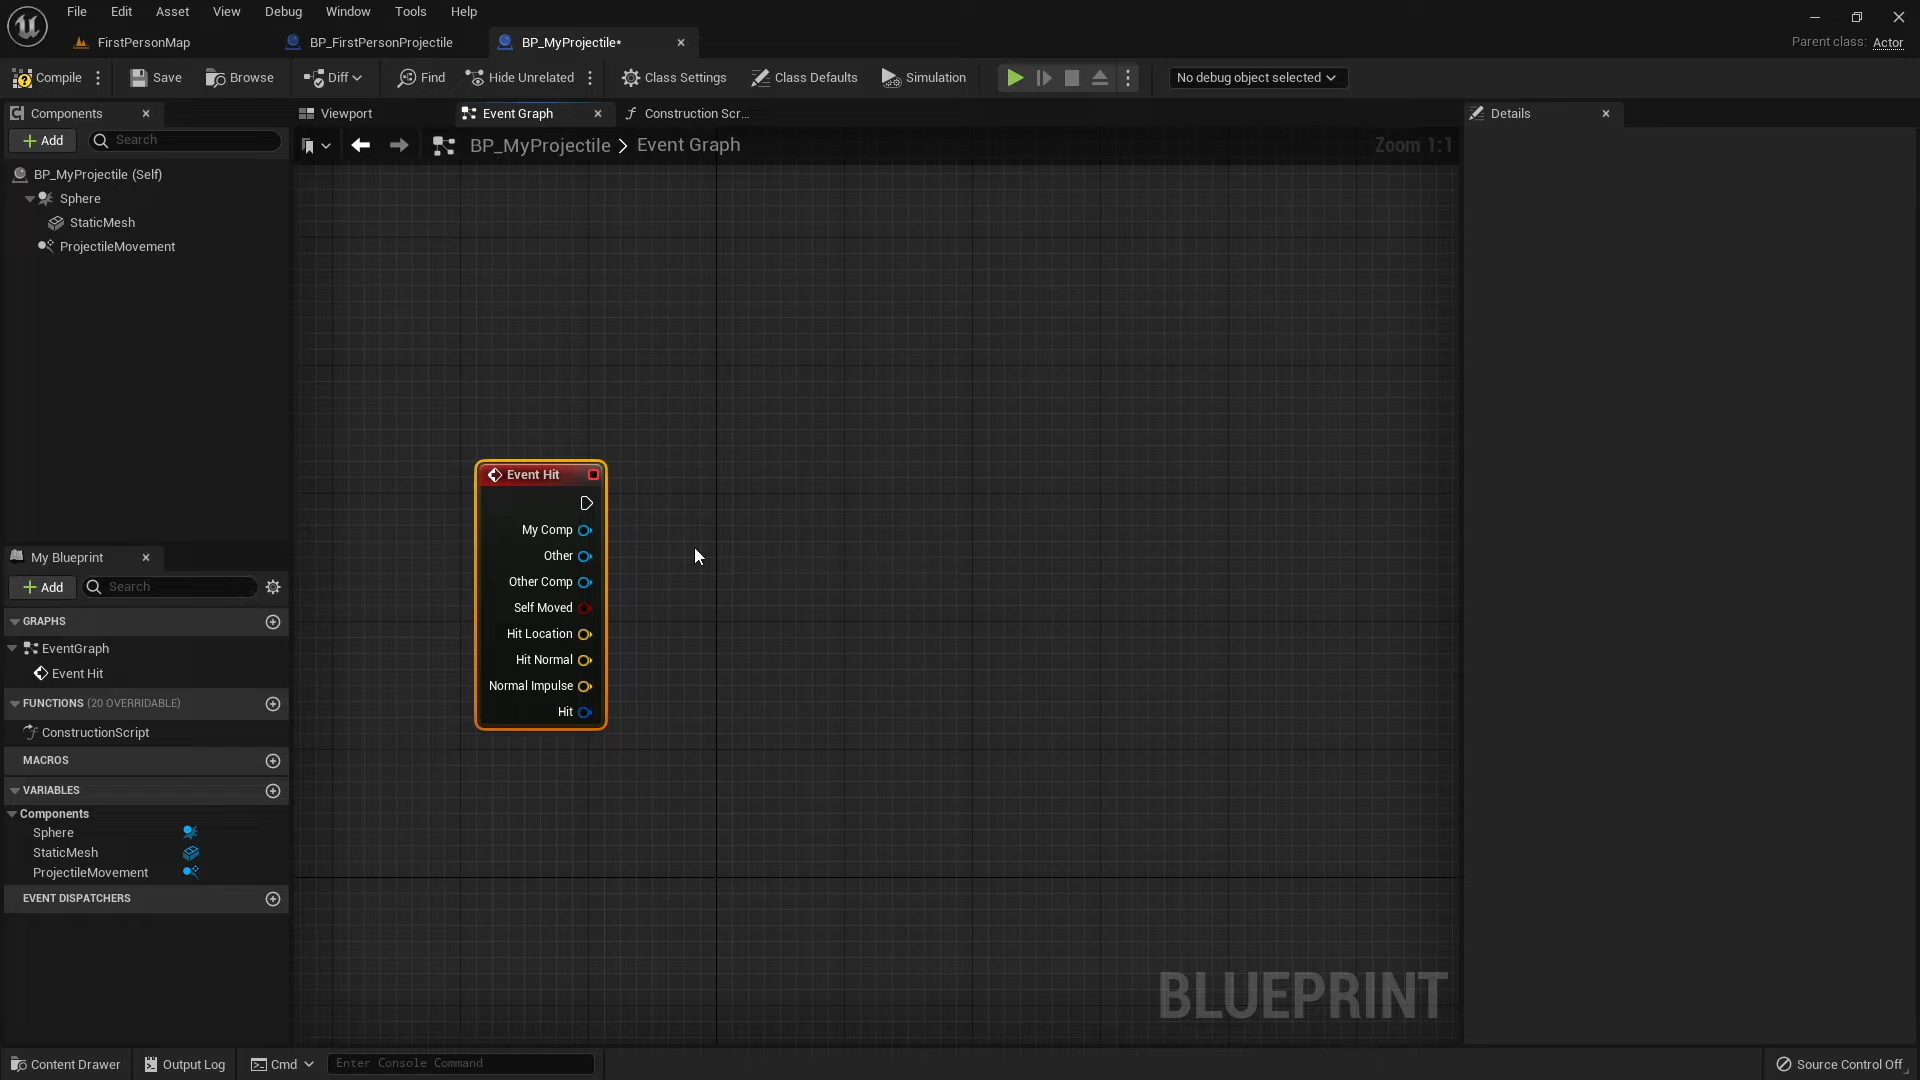 File Edit Asset View Debug Window Tools Help
FirstPersonMap BP_FirstPersonProjectile BP_MyProjectile* Parent class: Actor
Compile Save Browse Diff Find Hide Unrelated Class Settings Class Defaults Simulation No debug object selected
Components Viewport Event Graph Construction Scr... Details
Add Search BP_MyProjectile > Event Graph Zoom 1:1
BP_MyProjectile (Self)
Sphere
StaticMesh
ProjectileMovement
Event Hit
My Comp
Other
Other Comp
Self Moved
Hit Location
Hit Normal
Normal Impulse
Hit
My Blueprint
Add Search
GRAPHS
EventGraph
Event Hit
FUNCTIONS (20 OVERRIDABLE)
ConstructionScript
MACROS
VARIABLES
Components
Sphere
StaticMesh
ProjectileMovement
EVENT DISPATCHERS
BLUEPRINT
Content Drawer Output Log Cmd Enter Console Command Source Control Off